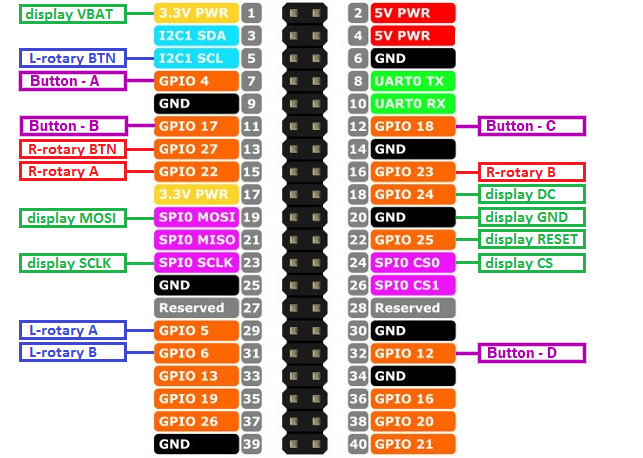 display VBAT 3.3V PWR 1 2 5V PWR
I2C1 SDA 3 4 5V PWR
L-rotary BTN I2C1 SCL 5 6 GND
Button - A GPIO 4 7 8 UART0 TX
GND 9 10 UART0 RX
Button - B GPIO 17 11 12 GPIO 18 Button - C
R-rotary BTN GPIO 27 13 14 GND
R-rotary A GPIO 22 15 16 GPIO 23 R-rotary B
3.3V PWR 17 18 GPIO 24 display DC
display MOSI SPI0 MOSI 19 20 GND display GND
SPI0 MISO 21 22 GPIO 25 display RESET
display SCLK SPI0 SCLK 23 24 SPI0 CS0 display CS
GND 25 26 SPI0 CS1
Reserved 27 28 Reserved
L-rotary A GPIO 5 29 30 GND
L-rotary B GPIO 6 31 32 GPIO 12 Button - D
GPIO 13 33 34 GND
GPIO 19 35 36 GPIO 16
GPIO 26 37 38 GPIO 20
GND 39 40 GPIO 21